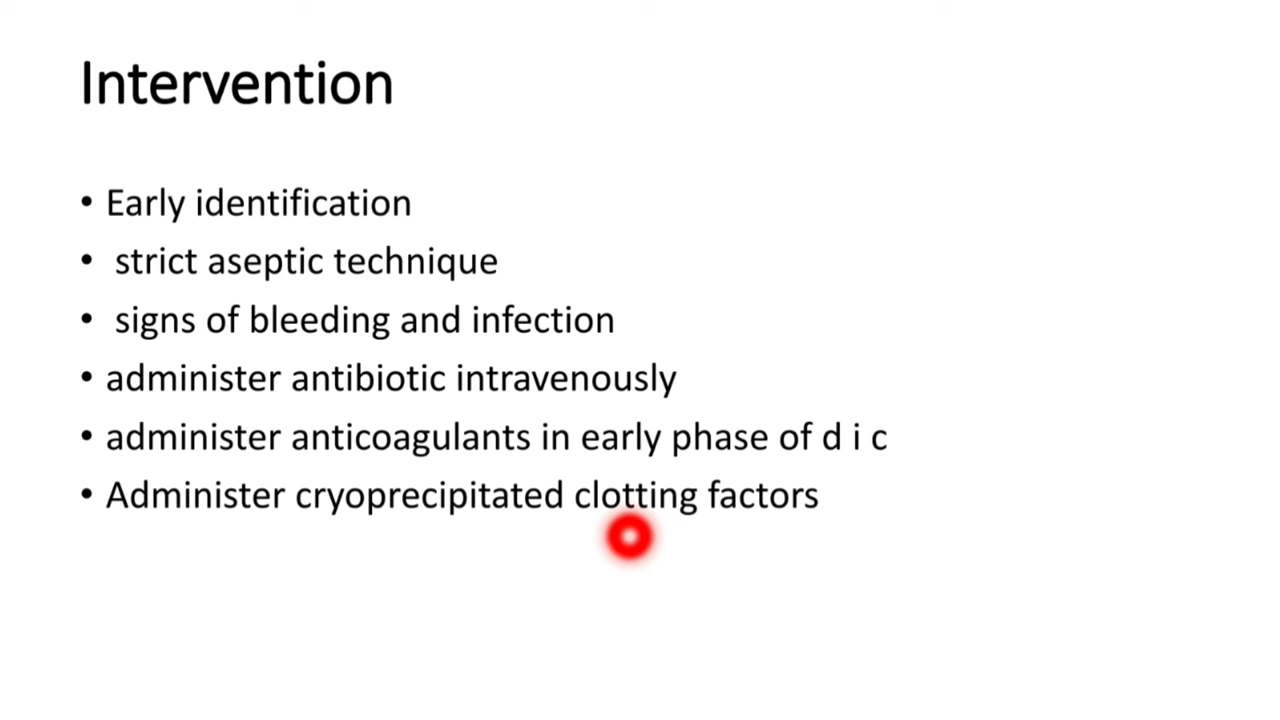 Intervention
• Early identification
• strict aseptic technique
• signs of bleeding and infection
• administer antibiotic intravenously
• administer anticoagulants in early phase of d i c
• Administer cryoprecipitated clotting factors